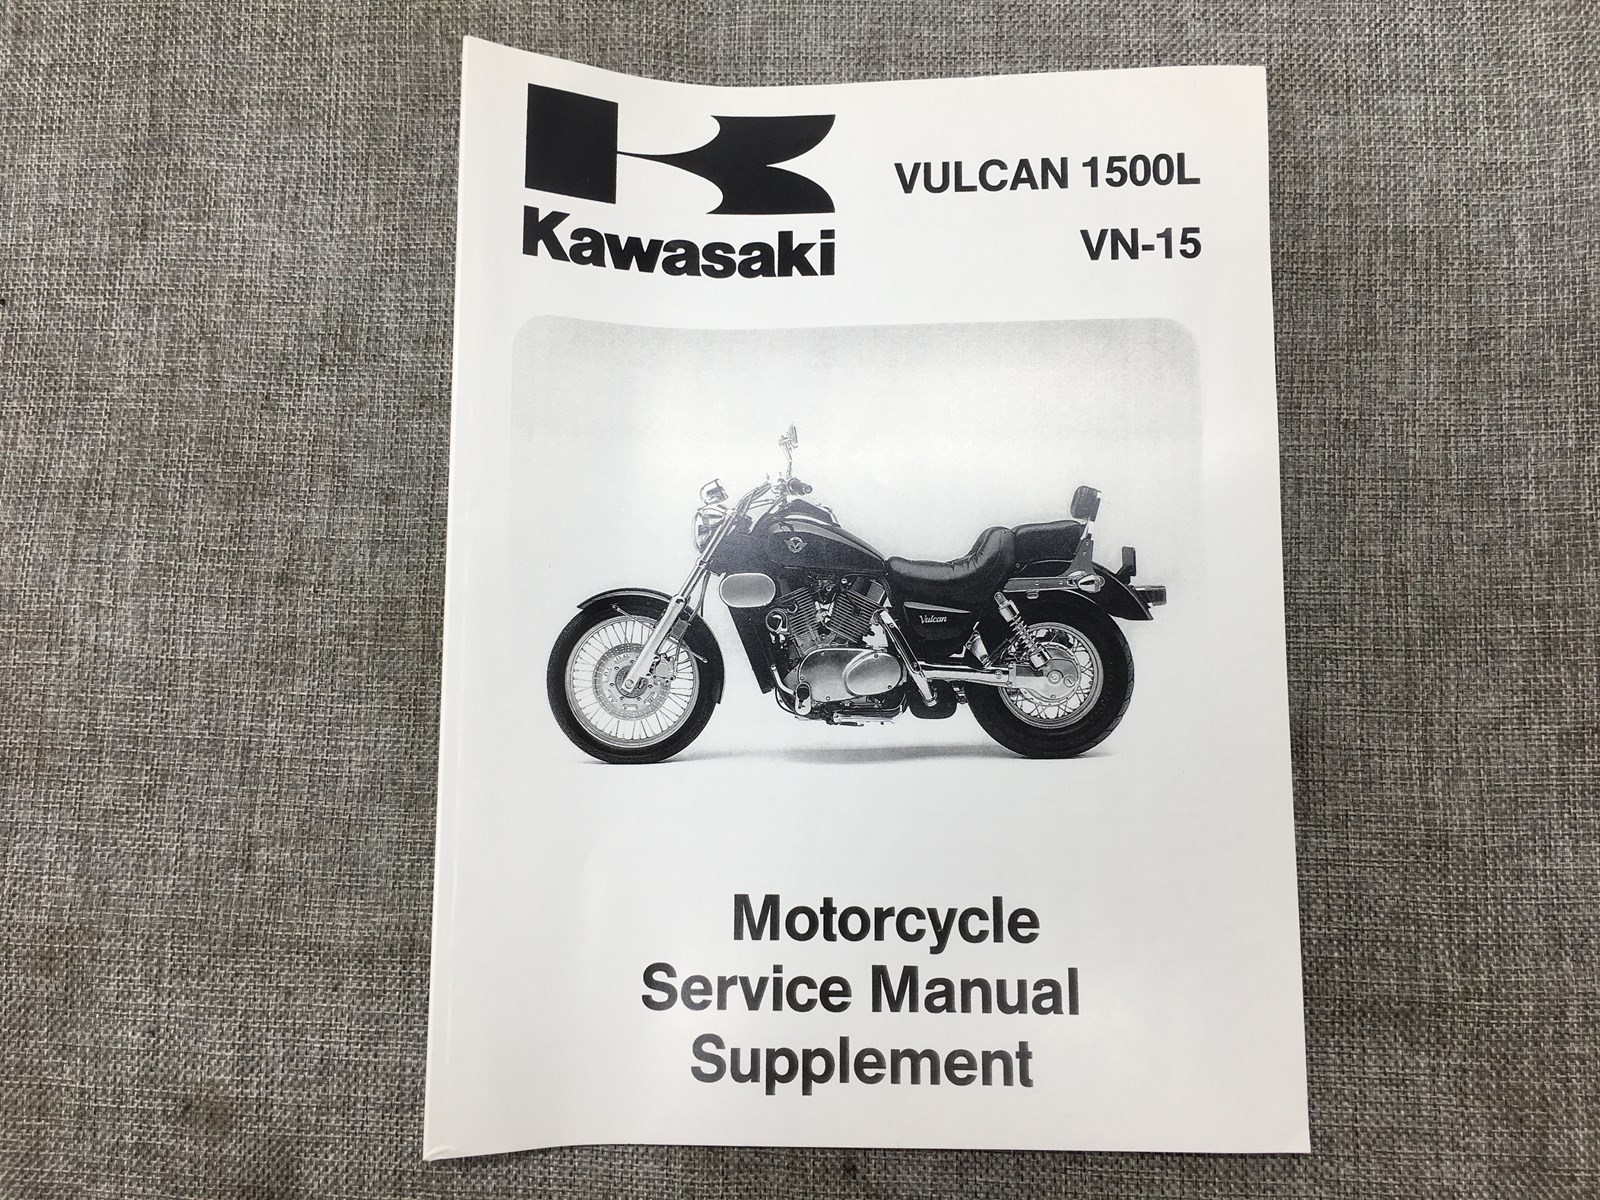 Kawasaki
VULCAN 1500L
VN-15
Vulcan
Motorcycle
Service Manual
Supplement